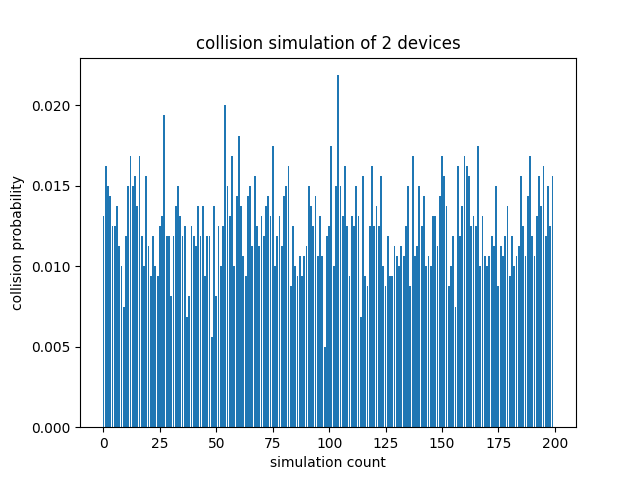 collision simulation of 2 devices
collision probability
0.020
0.015
0.010
0.005
0.000
0 25 50 75 100 125 150 175 200
simulation count